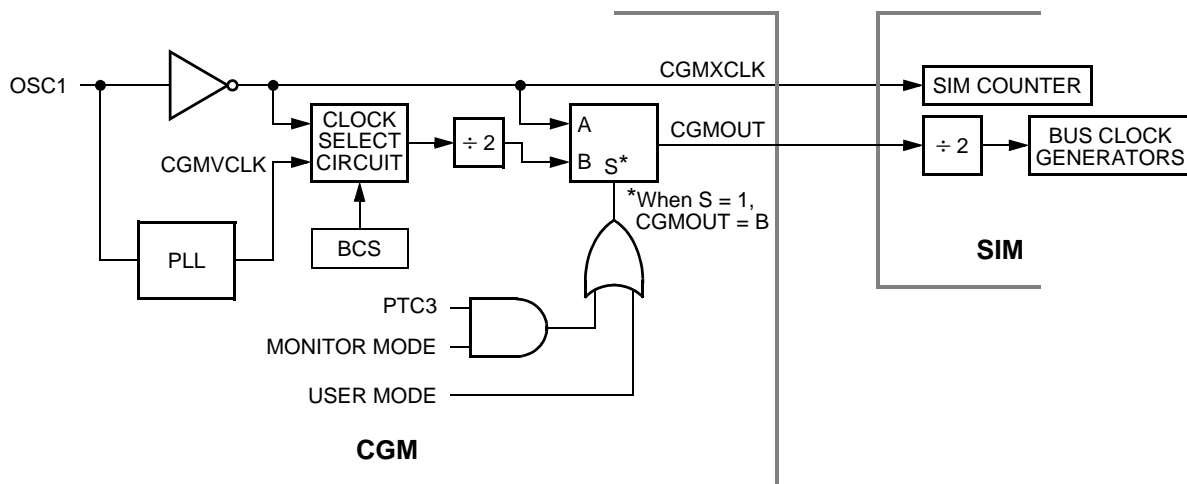 CGMXCLK
OSC1
SIM COUNTER
CLOCK
SELECT
CIRCUIT
A
CGMOUT
BUS CLOCK
GENERATORS
÷ 2
÷ 2
CGMVCLK
B
S*
*When S = 1,
CGMOUT = B
BCS
PLL
SIM
PTC3
MONITOR MODE
USER MODE
CGM